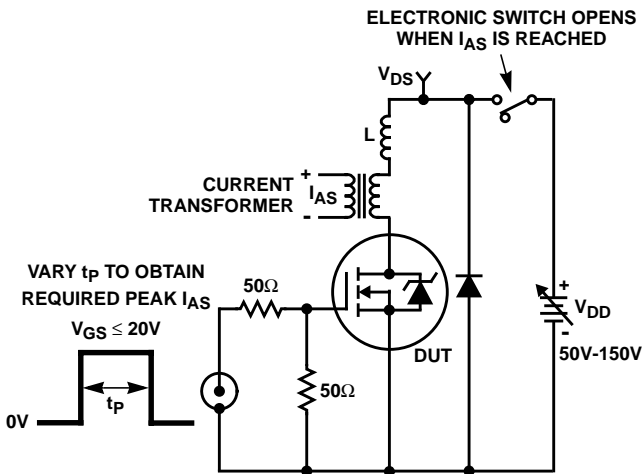 ELECTRONIC SWITCH OPENS
WHEN IAS IS REACHED
VDS
L
+
CURRENT
TRANSFORMER
IAS
-
VARY tP TO OBTAIN
REQUIRED PEAK IAS
50Ω
VGS ≤ 20V
DUT
+
VDD
-
50V-150V
50Ω
0V
tP